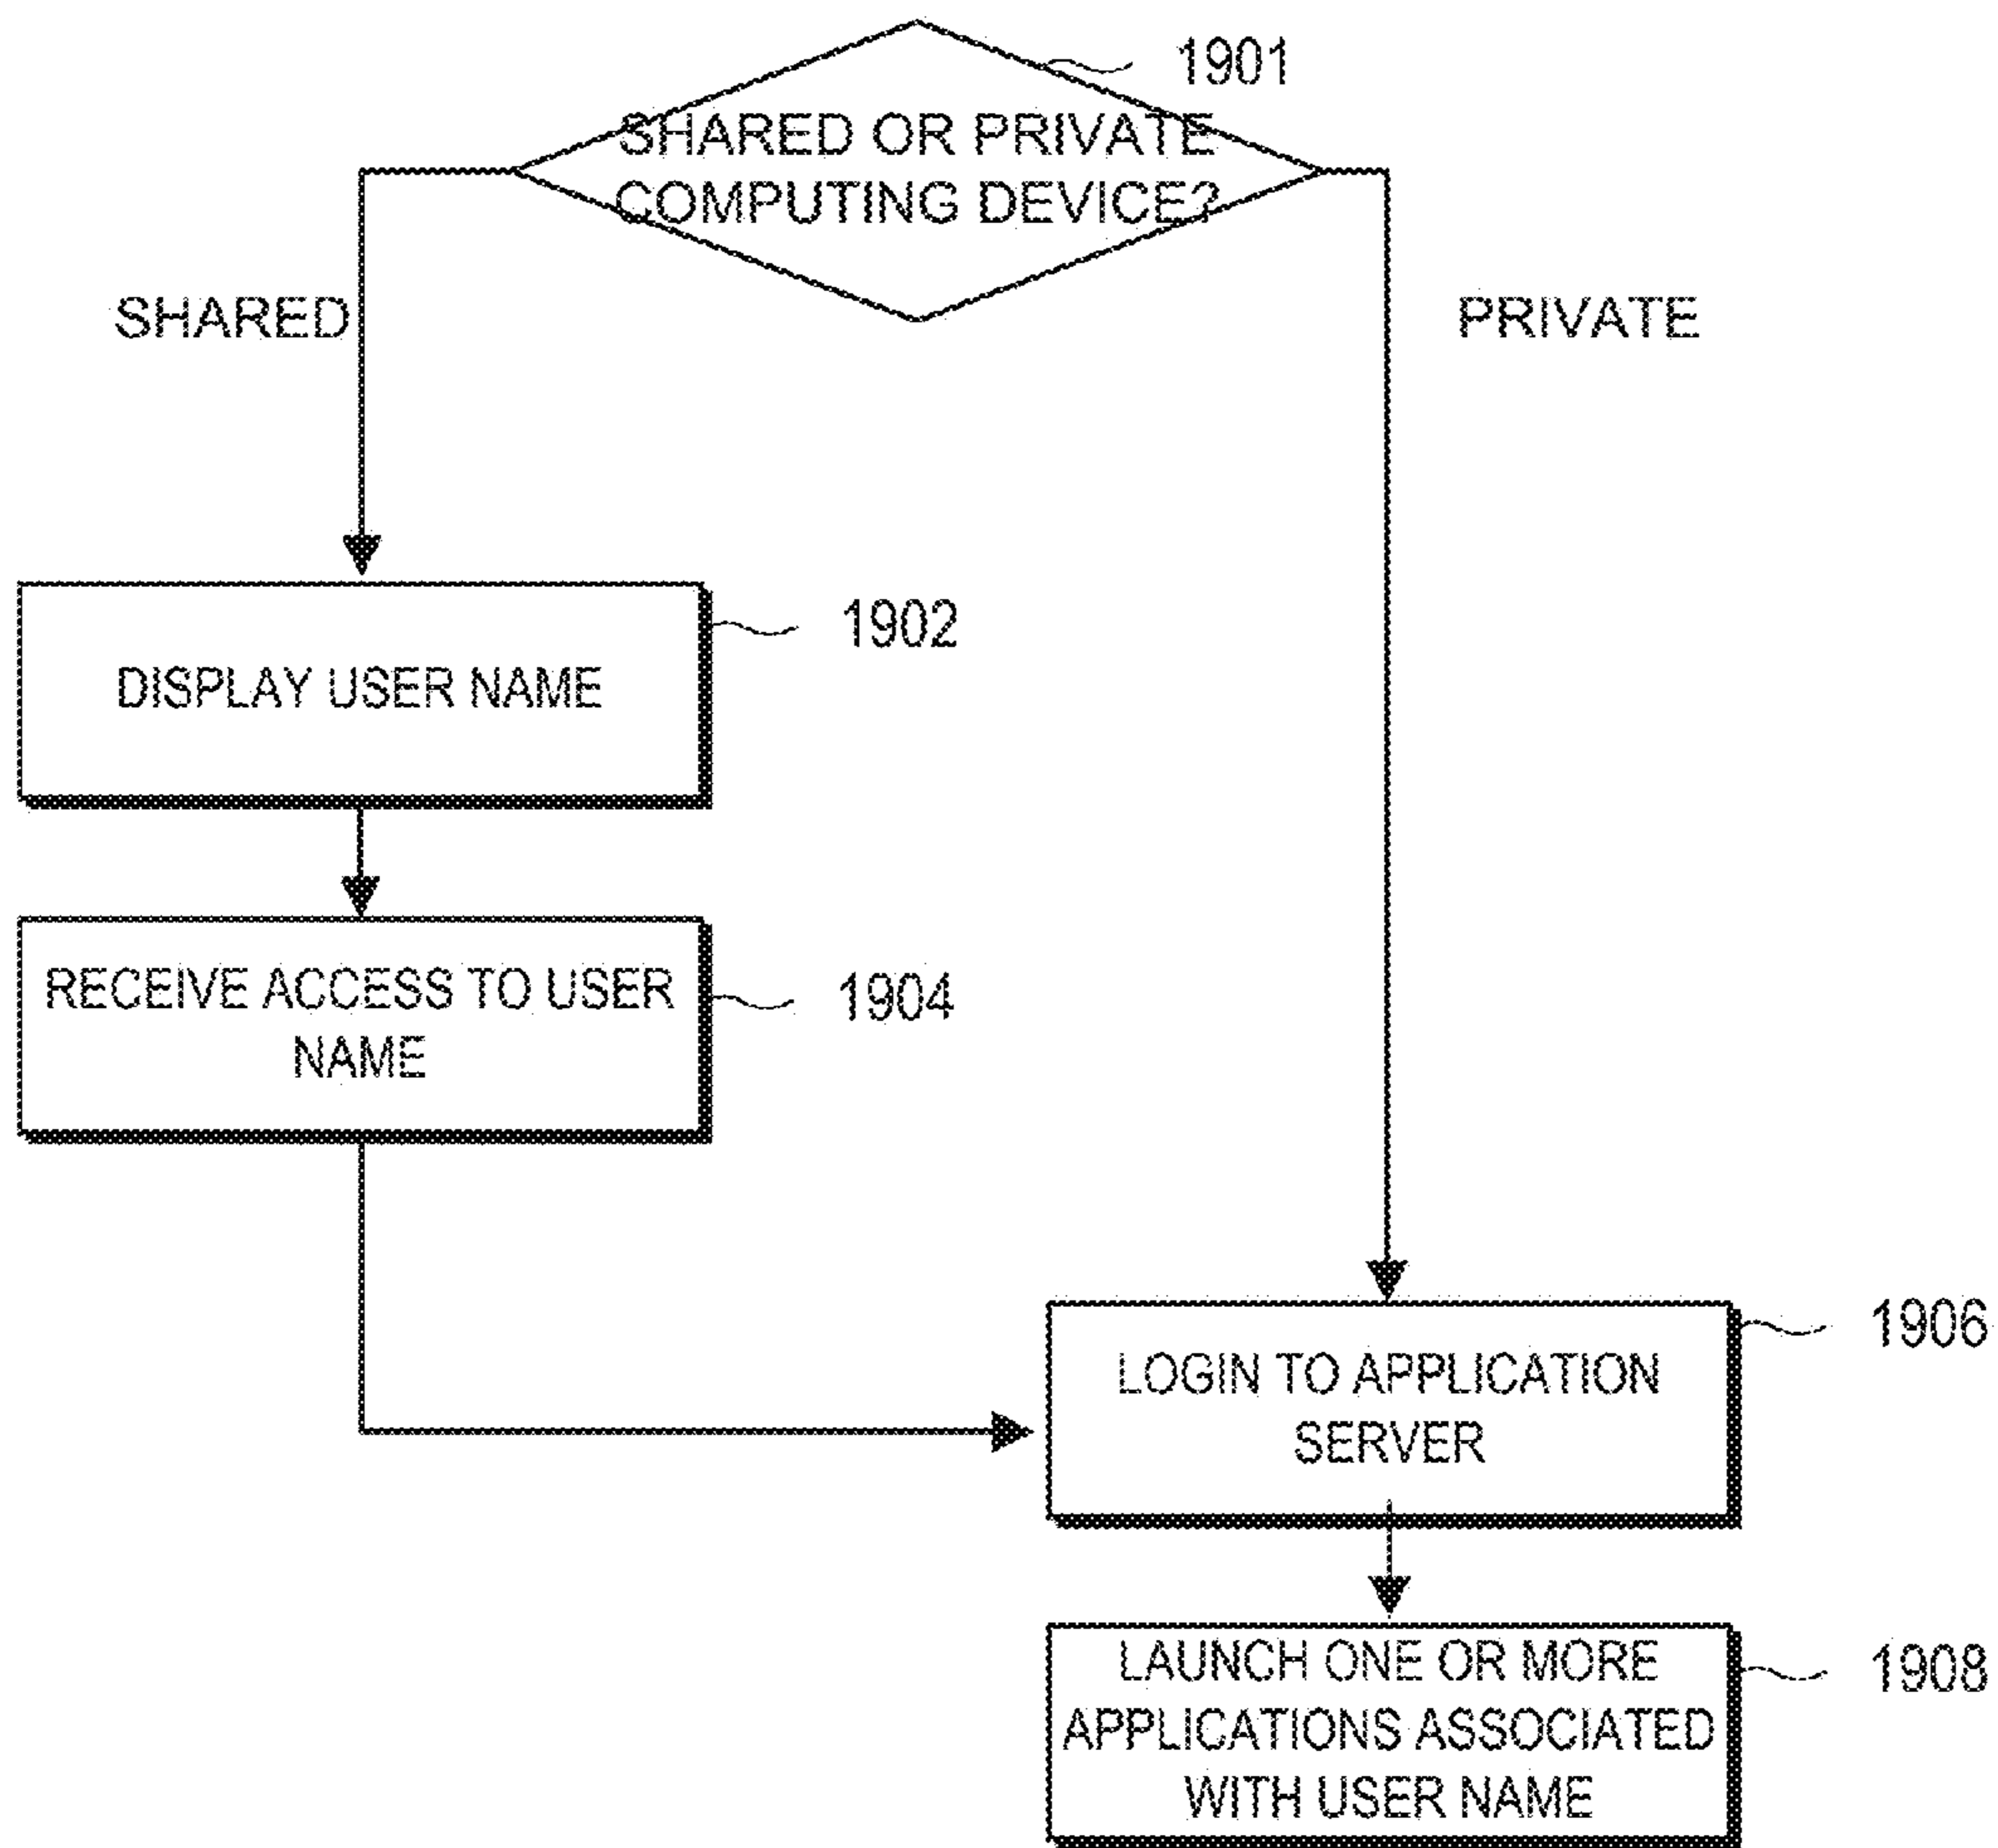 1901
SHARED OR PRIVATE
COMPUTING DEVICE?
SHARED
PRIVATE
1902
DISPLAY USER NAME
RECEIVE ACCESS TO USER
NAME
1904
1906
LOGIN TO APPLICATION
SERVER
LAUNCH ONE OR MORE
APPLICATIONS ASSOCIATED
WITH USER NAME
1908